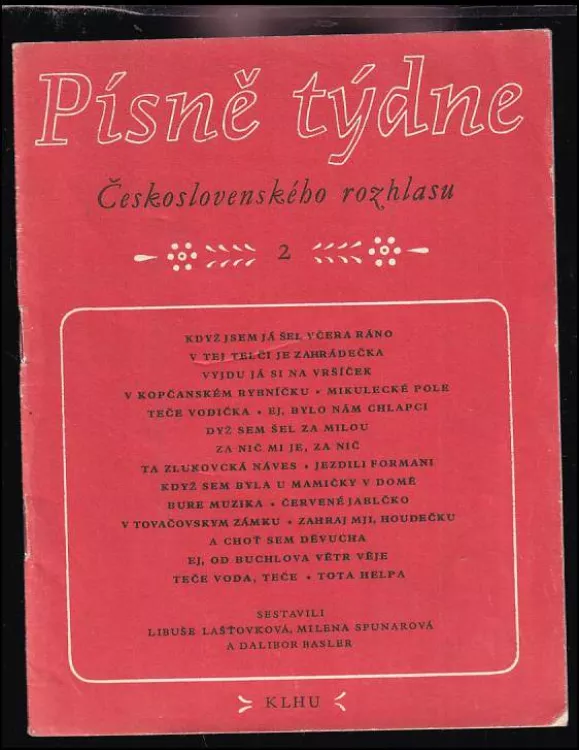 Písně týdne
Československého rozhlasu
2
KDYŽ JSEM JÁ ŠEL VČERA RÁNO
V TEJ TELČI JE ZAHRÁDEČKA
VYJDU JÁ SI NA VRŠÍČEK
V KOPČANSKÉM RYBNÍČKU • MIKULECKÉ POLE
TEČE VODIČKA • EJ, BYLO NÁM CHLAPCI
DYŽ SEM ŠEL ZA MILOU
ZA NIČ MI JE, ZA NIČ
TA ZLUKOVCKÁ NÁVES • JEZDILI FORMANI
KDYŽ SEM BYLA U MAMIČKY V DOMĚ
BURE MUZIKA • ČERVENÉ JABLČKO
V TOVAČOVSKYM ZÁMKU • ZAHRAJ MJI, HOUDEČKU
A CHOŤ SEM DĚVUCHA
EJ, OD BUCHLOVA VĚTR VĚJE
TEČE VODA, TEČE • TOTA HELPA
SESTAVILI
LIBUŠE LAŠŤOVKOVÁ, MILENA SPUNAROVÁ
A DALIBOR BASLER
KLHU